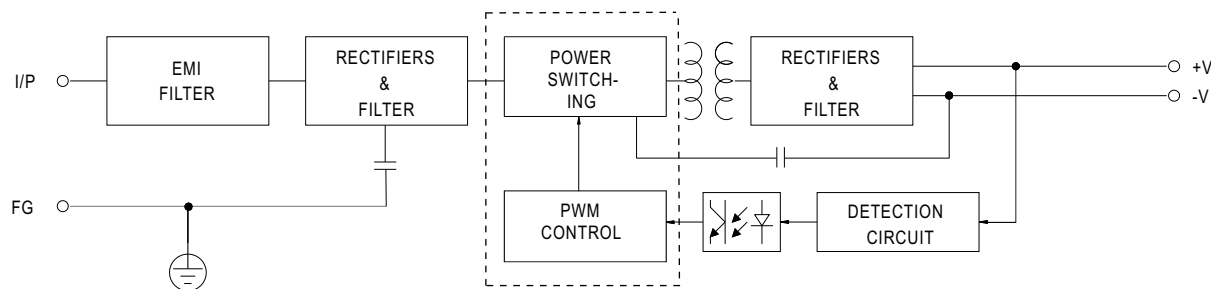 I/P
EMI
FILTER
RECTIFIERS
&
FILTER
POWER
SWITCH-
ING
RECTIFIERS
&
FILTER
+V
-V
FG
PWM
CONTROL
DETECTION
CIRCUIT